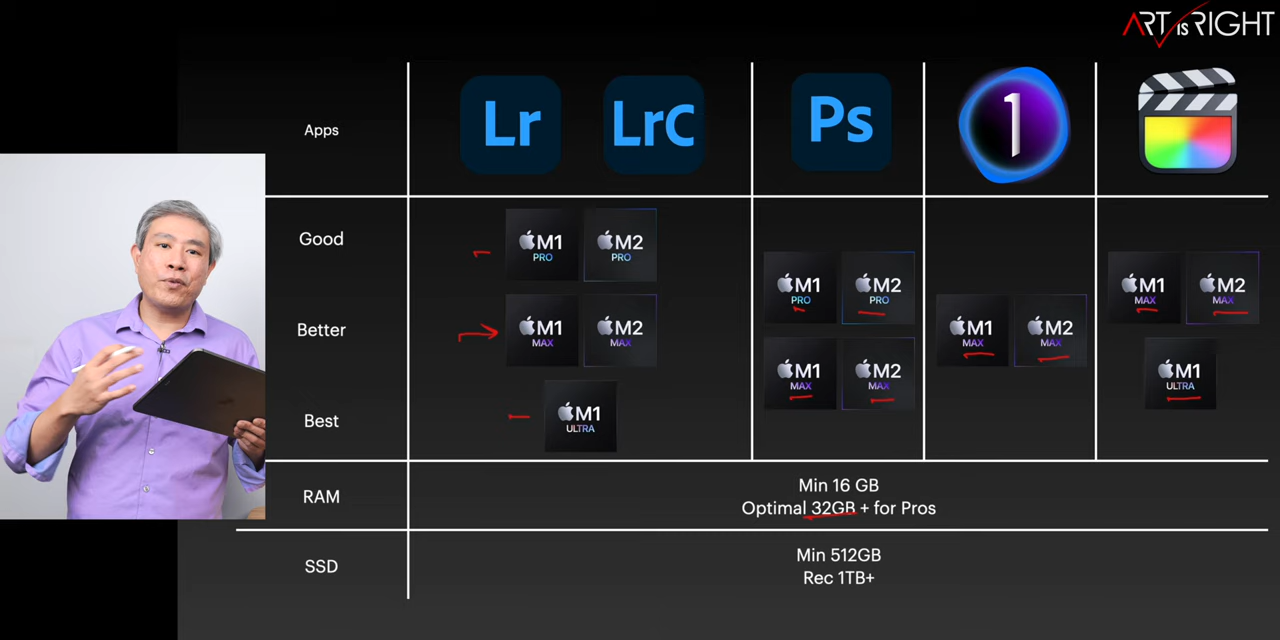 ART IS RIGHT
Apps
Lr
LrC
Ps
1
Good
M1 PRO
M2 PRO
M1 PRO
M2 PRO
M1 MAX
M2 MAX
Better
M1 MAX
M2 MAX
M1 MAX
M2 MAX
M1 MAX
M2 MAX
M1 ULTRA
Best
M1 ULTRA
RAM
Min 16 GB
Optimal 32GB + for Pros
SSD
Min 512GB
Rec 1TB+